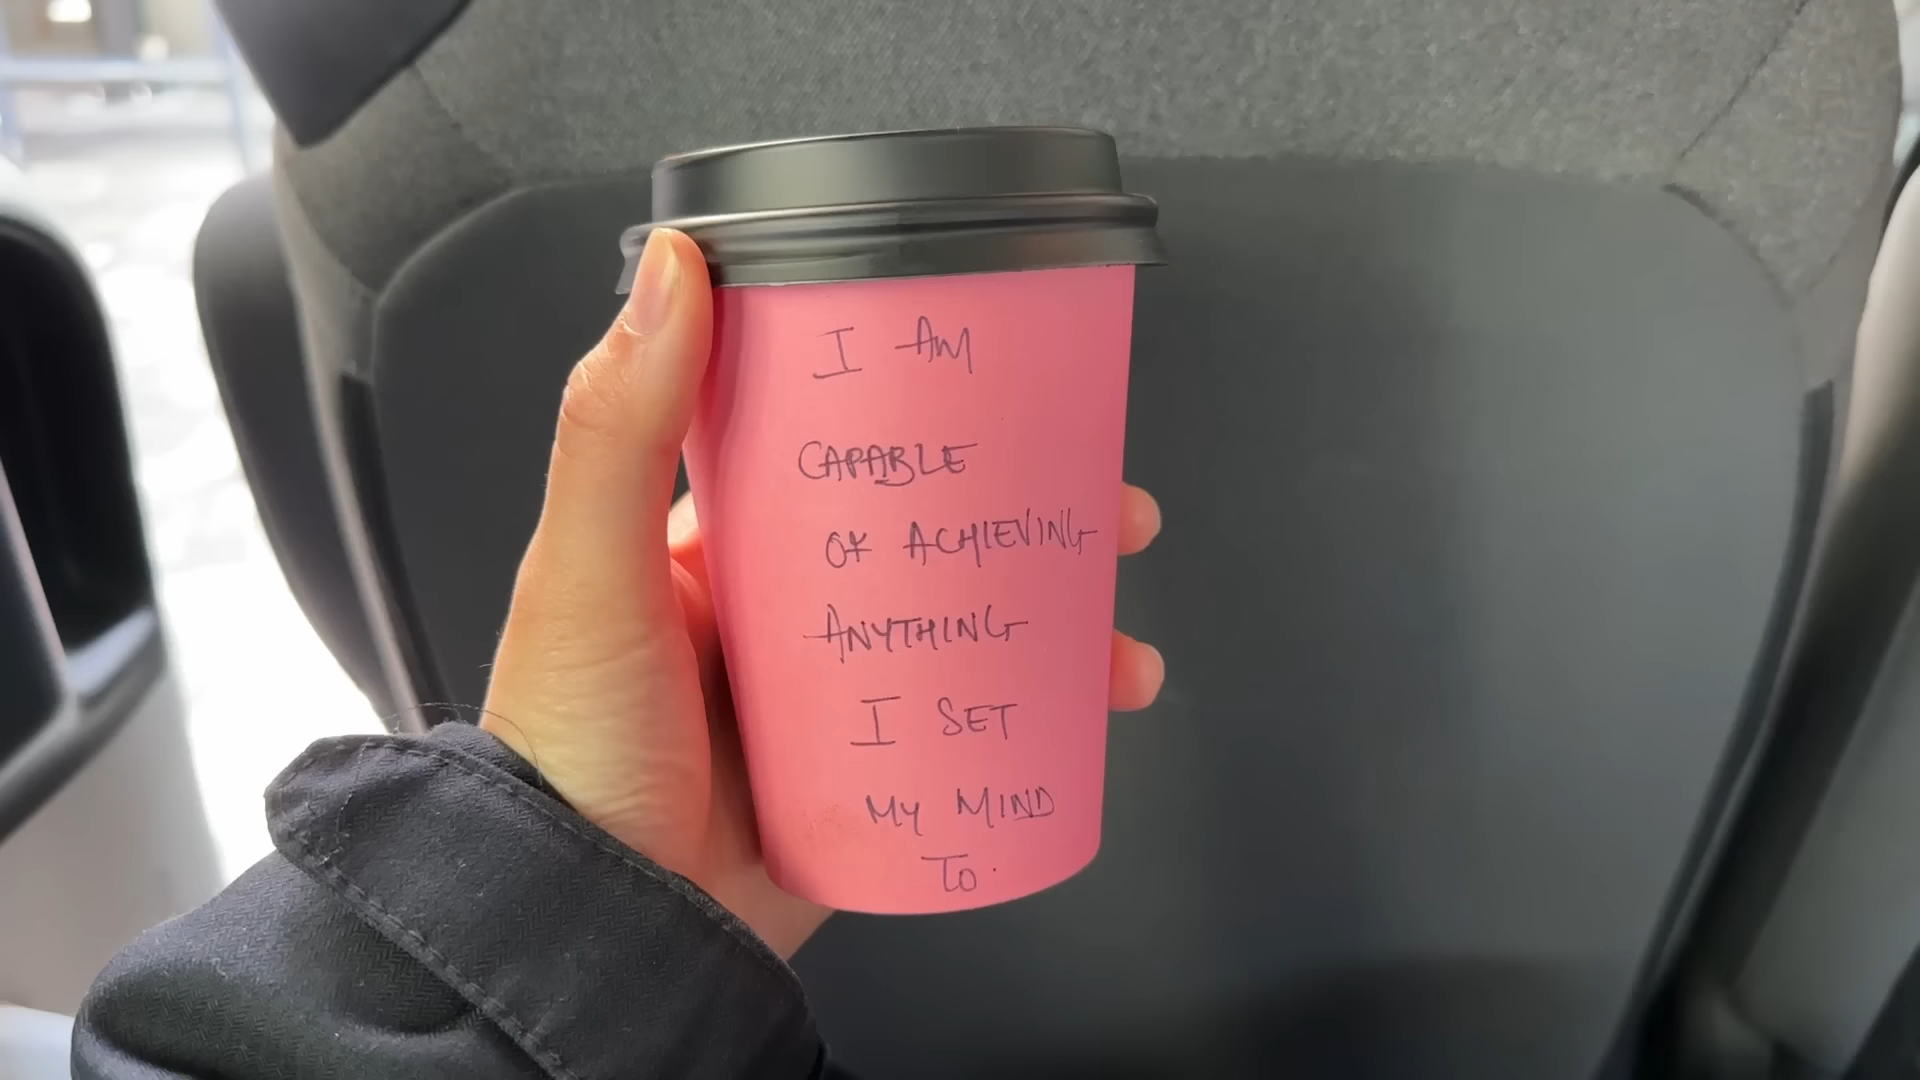 I AM
CAPABLE
OF ACHIEVING
ANYTHING
I SET
MY MIND
TO.